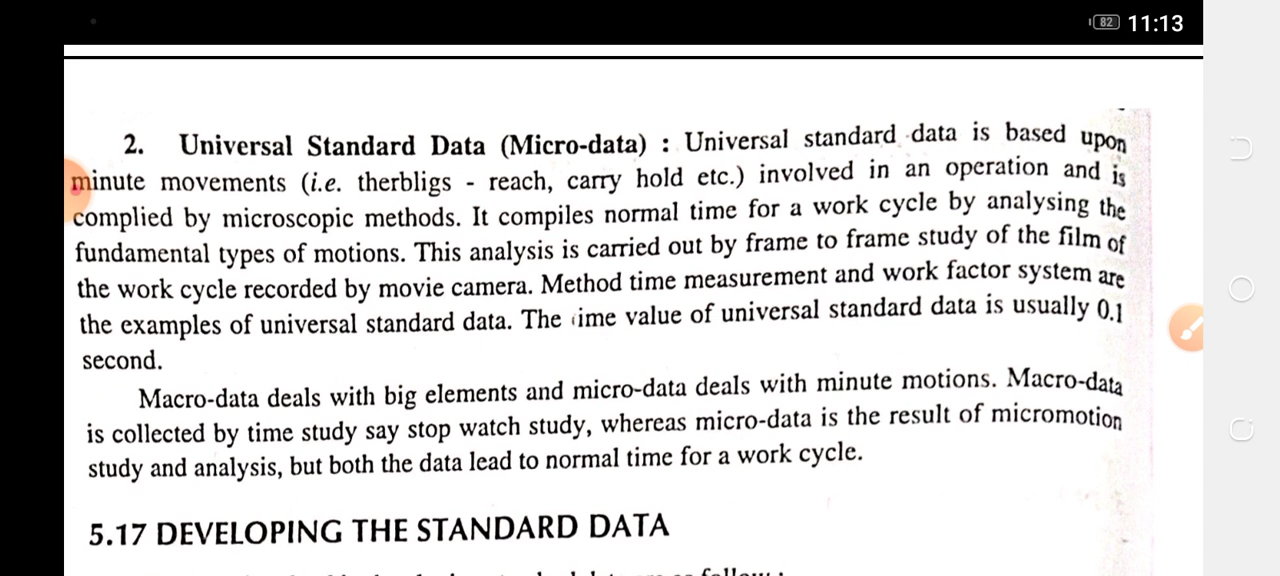 82 11:13
2. Universal Standard Data (Micro-data) : Universal standard data is based upon
minute movements (i.e. therbligs - reach, carry hold etc.) involved in an operation and is
complied by microscopic methods. It compiles normal time for a work cycle by analysing the
fundamental types of motions. This analysis is carried out by frame to frame study of the film of
the work cycle recorded by movie camera. Method time measurement and work factor system are
the examples of universal standard data. The ime value of universal standard data is usually 0.1
second.
Macro-data deals with big elements and micro-data deals with minute motions. Macro-data
is collected by time study say stop watch study, whereas micro-data is the result of micromotion
study and analysis, but both the data lead to normal time for a work cycle.
5.17 DEVELOPING THE STANDARD DATA